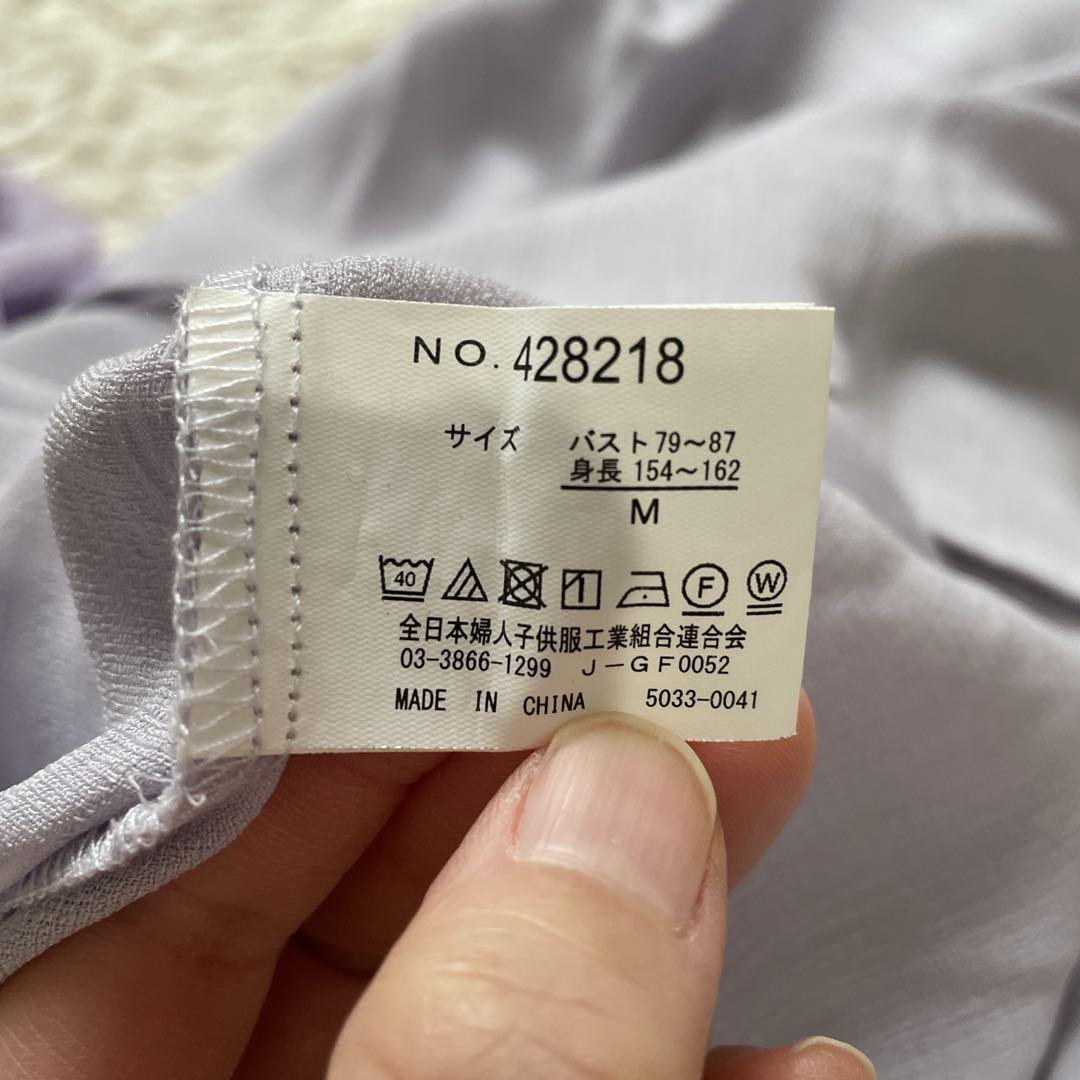 NO. 428218
サイズ バスト79～87
身長 154～162
M
40 1 F W
全日本婦人子供服工業組合連合会
03-3866-1299 J－GF0052
MADE IN CHINA 5033-0041